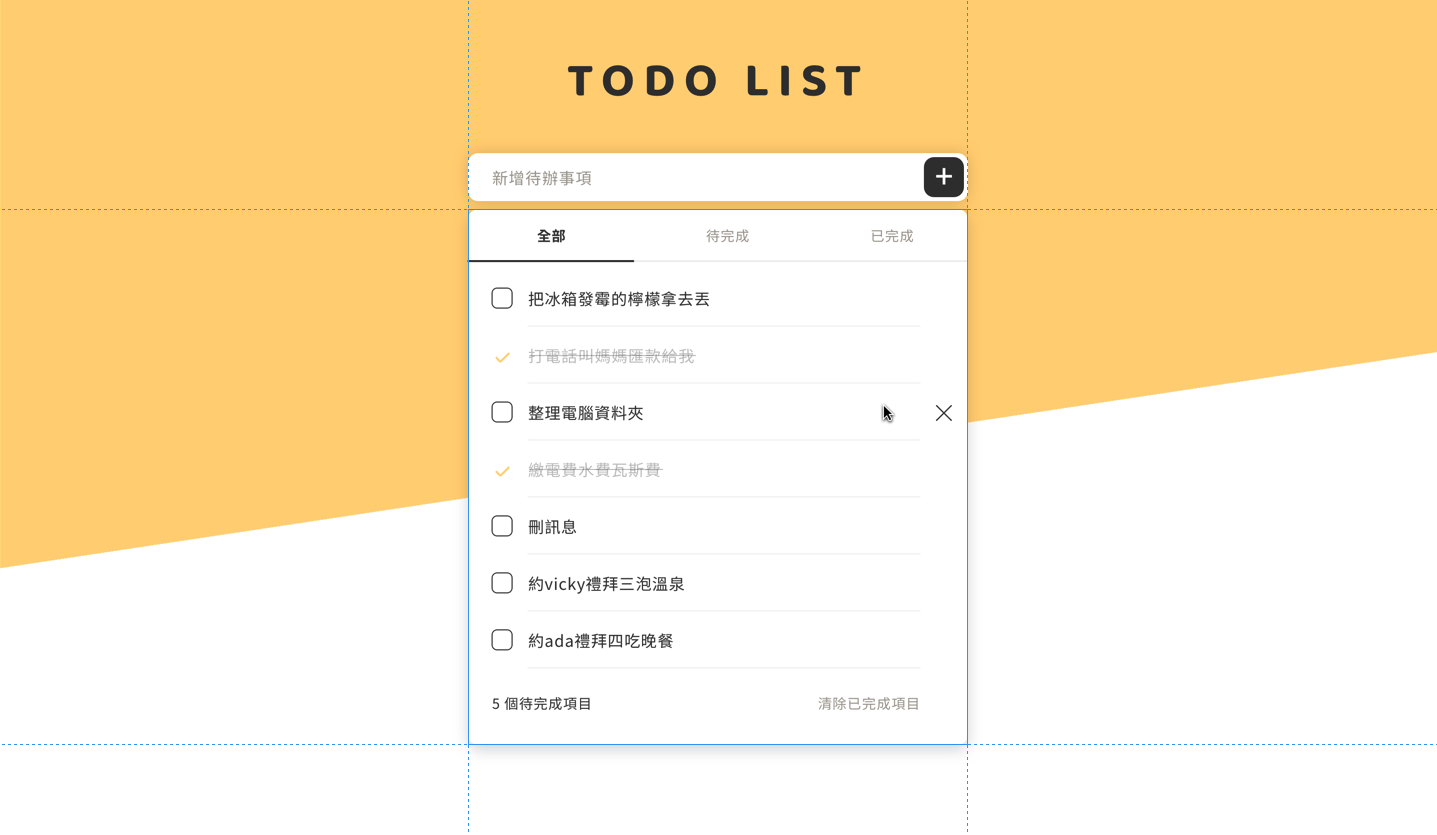 TODO LIST
新增待辦事項
全部
待完成
已完成
把冰箱發霉的檸檬拿去丟
打電話叫媽媽匯款給我
整理電腦資料夾
繳電費水費瓦斯費
刪訊息
約vicky禮拜三泡溫泉
約ada禮拜四吃晚餐
5 個待完成項目
清除已完成項目